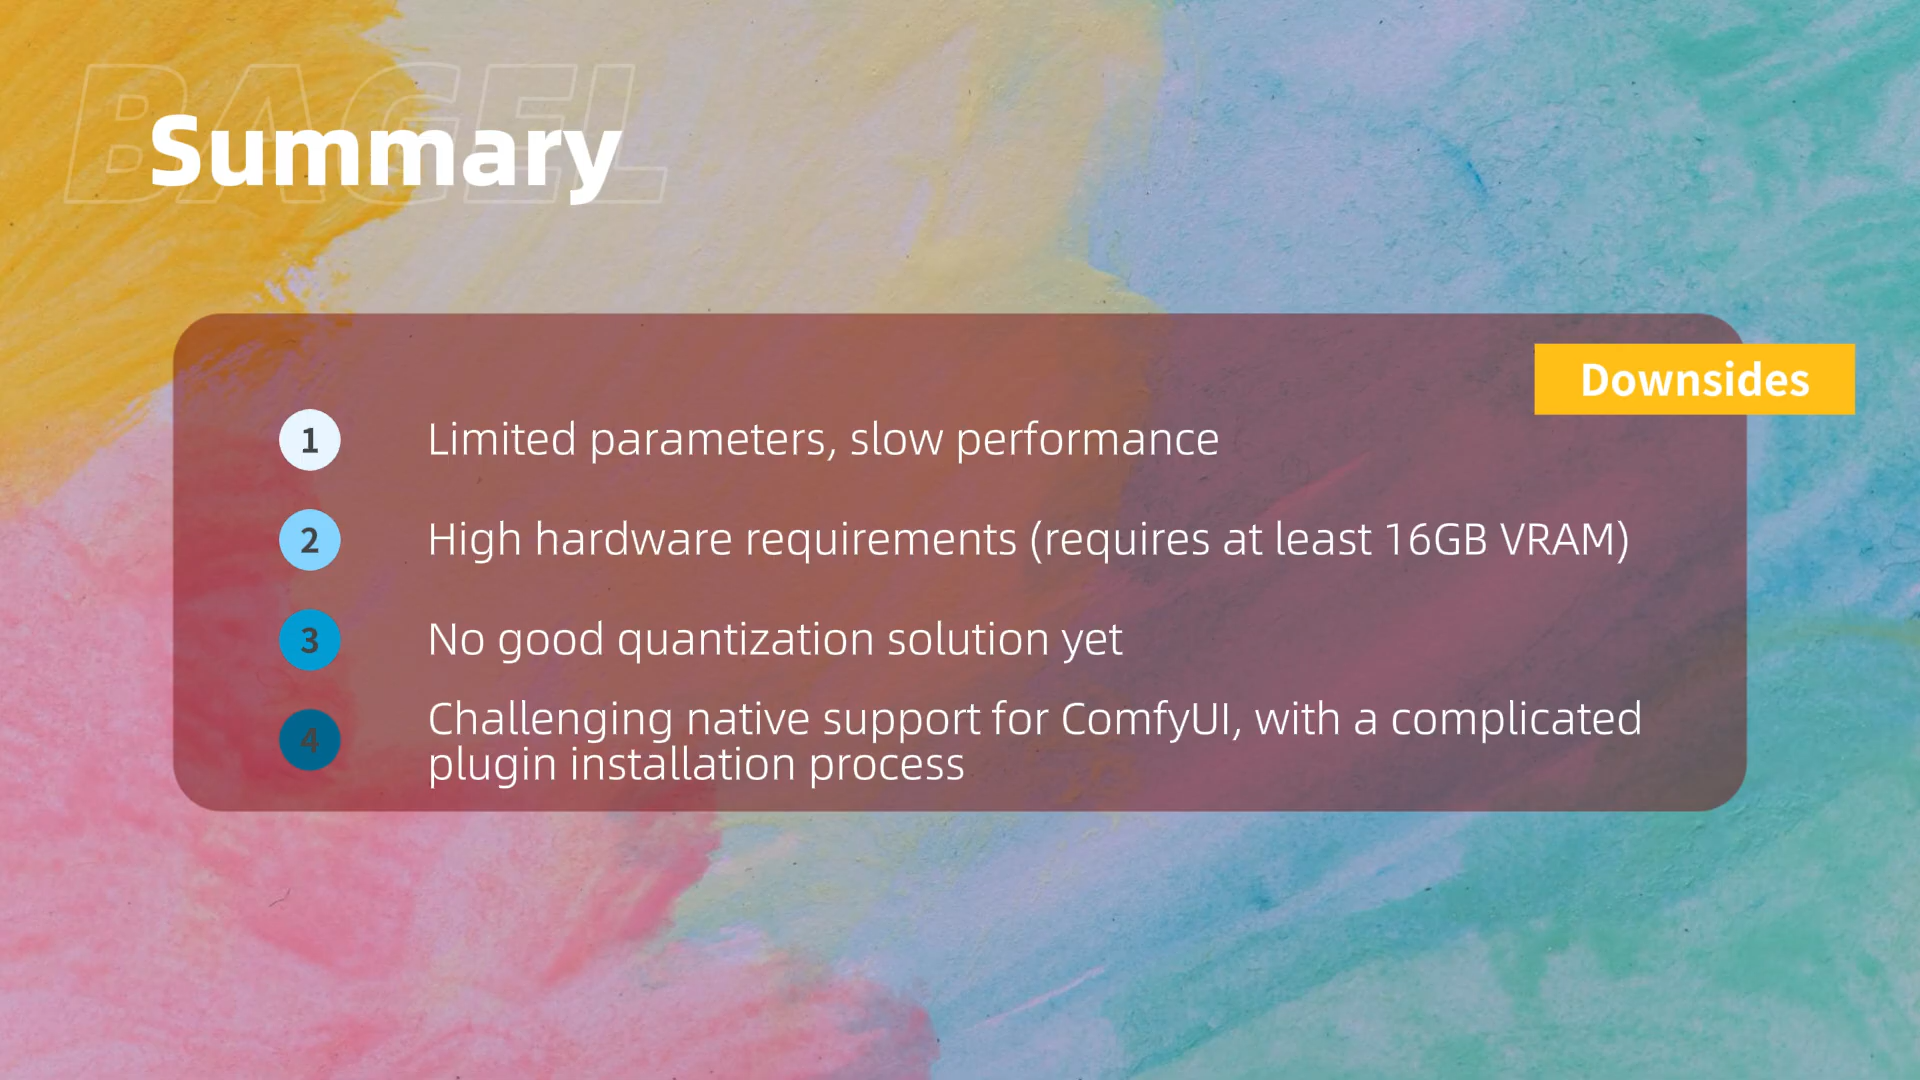 BAGEL
Summary
Downsides
1 Limited parameters, slow performance
2 High hardware requirements (requires at least 16GB VRAM)
3 No good quantization solution yet
4 Challenging native support for ComfyUI, with a complicated
plugin installation process